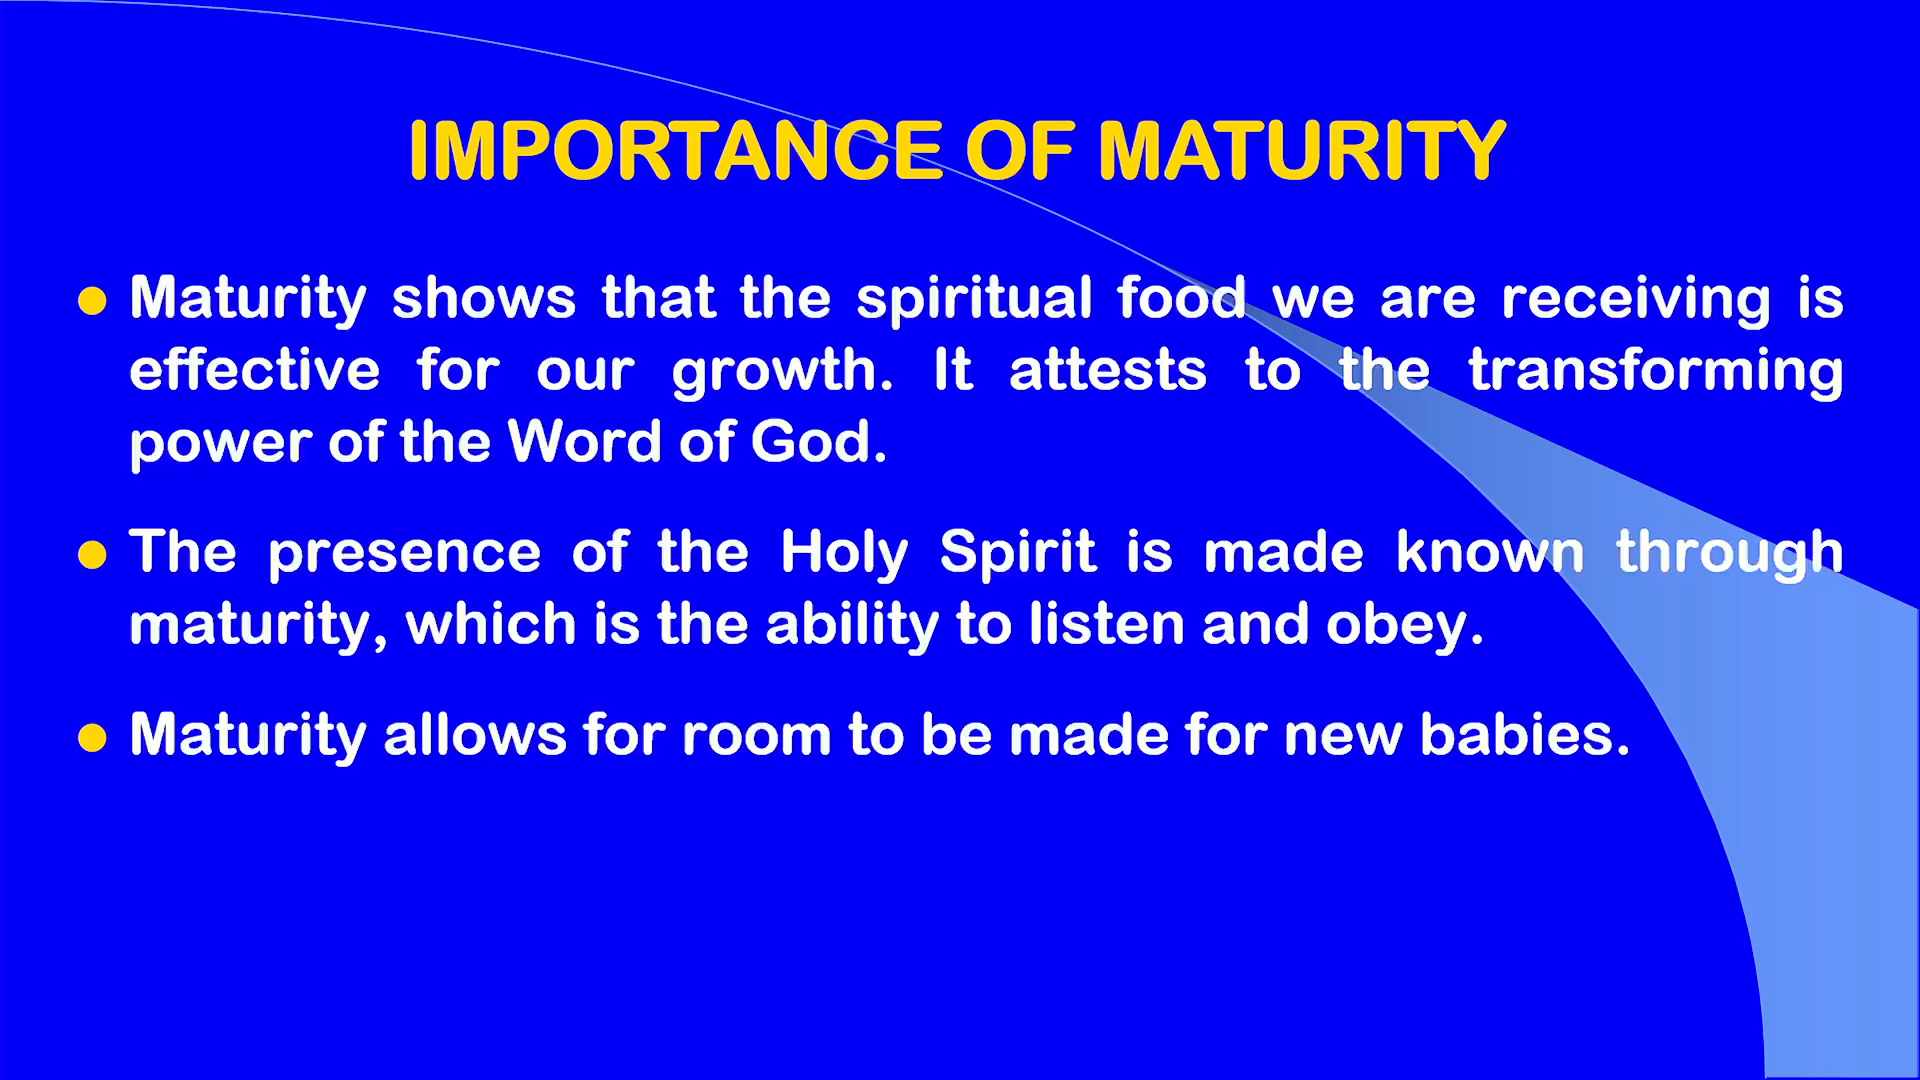 IMPORTANCE OF MATURITY
Maturity shows that the spiritual food we are receiving is
effective for our growth. It attests to the transforming
power of the Word of God.
The presence of the Holy Spirit is made known through
maturity, which is the ability to listen and obey.
Maturity allows for room to be made for new babies.